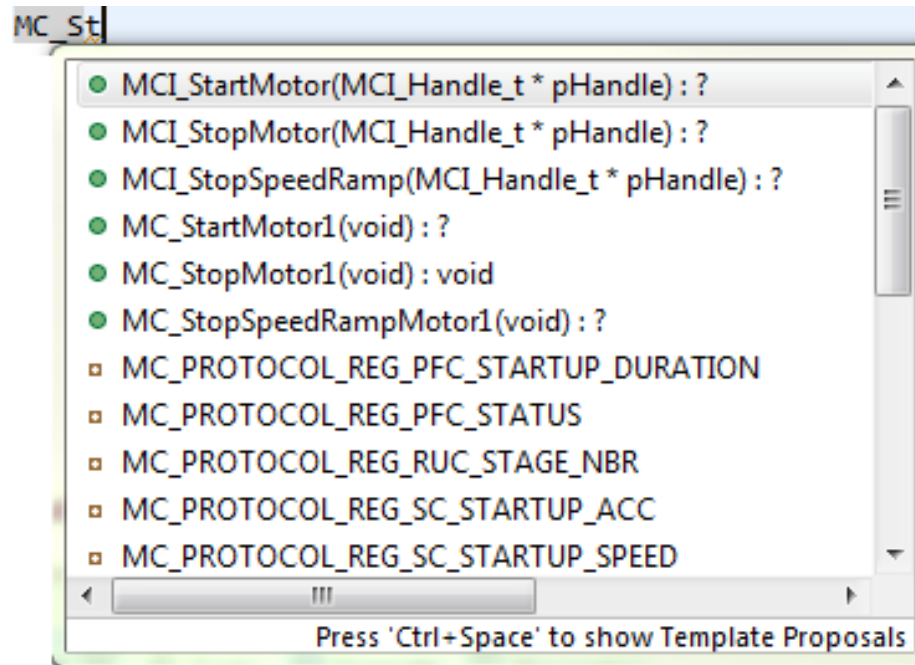 MC_St
MCI_StartMotor(MCI_Handle_t * pHandle) : ?
MCI_StopMotor(MCI_Handle_t * pHandle) : ?
MCI_StopSpeedRamp(MCI_Handle_t * pHandle) : ?
MC_StartMotor1(void) : ?
MC_StopMotor1(void) : void
MC_StopSpeedRampMotor1(void) : ?
MC_PROTOCOL_REG_PFC_STARTUP_DURATION
MC_PROTOCOL_REG_PFC_STATUS
MC_PROTOCOL_REG_RUC_STAGE_NBR
MC_PROTOCOL_REG_SC_STARTUP_ACC
MC_PROTOCOL_REG_SC_STARTUP_SPEED
Press 'Ctrl+Space' to show Template Proposals